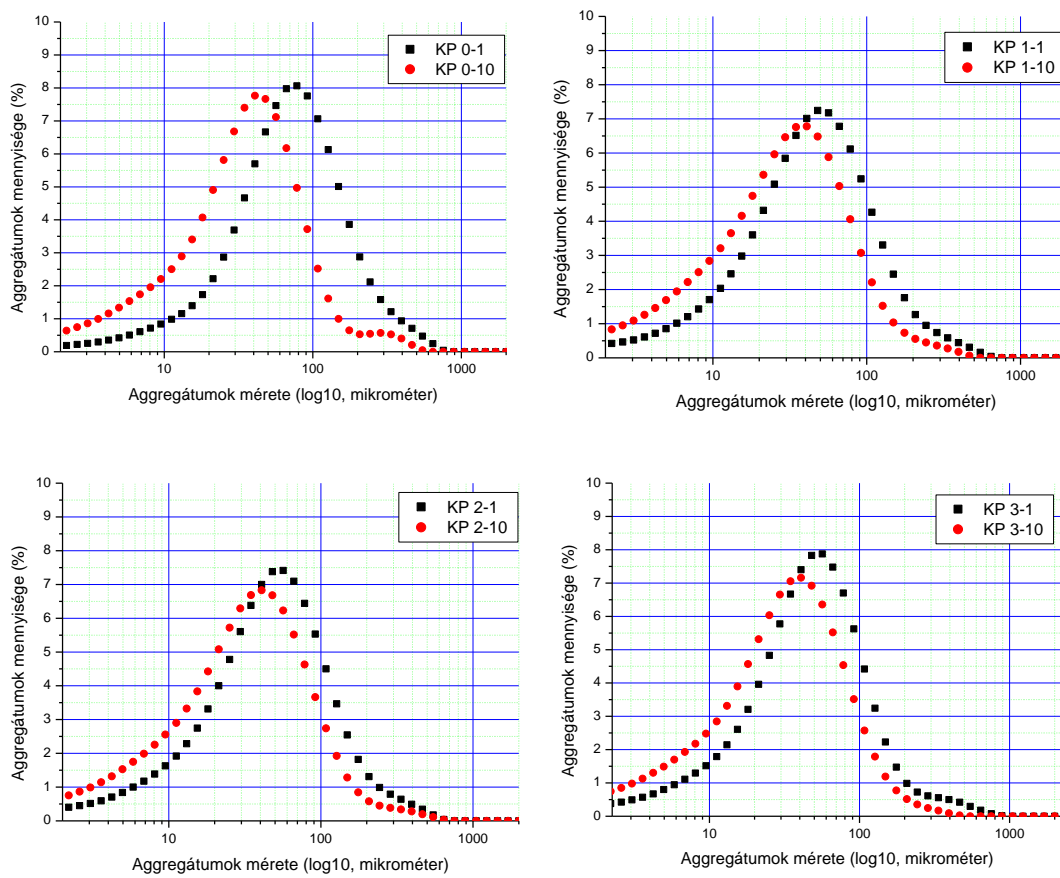 10
9
8
7
6
5
4
3
2
1
0
Aggregátumok mennyisége (%)
KP 0-1
KP 0-10
10 100 1000
Aggregátumok mérete (log10, mikrométer)
10
9
8
7
6
5
4
3
2
1
0
Aggregátumok mennyisége (%)
KP 1-1
KP 1-10
10 100 1000
Aggregátumok mérete (log10, mikrométer)
10
9
8
7
6
5
4
3
2
1
0
Aggregátumok mennyisége (%)
KP 2-1
KP 2-10
10 100 1000
Aggregátumok mérete (log10, mikrométer)
10
9
8
7
6
5
4
3
2
1
0
Aggregátumok mennyisége (%)
KP 3-1
KP 3-10
10 100 1000
Aggregátumok mérete (log10, mikrométer)